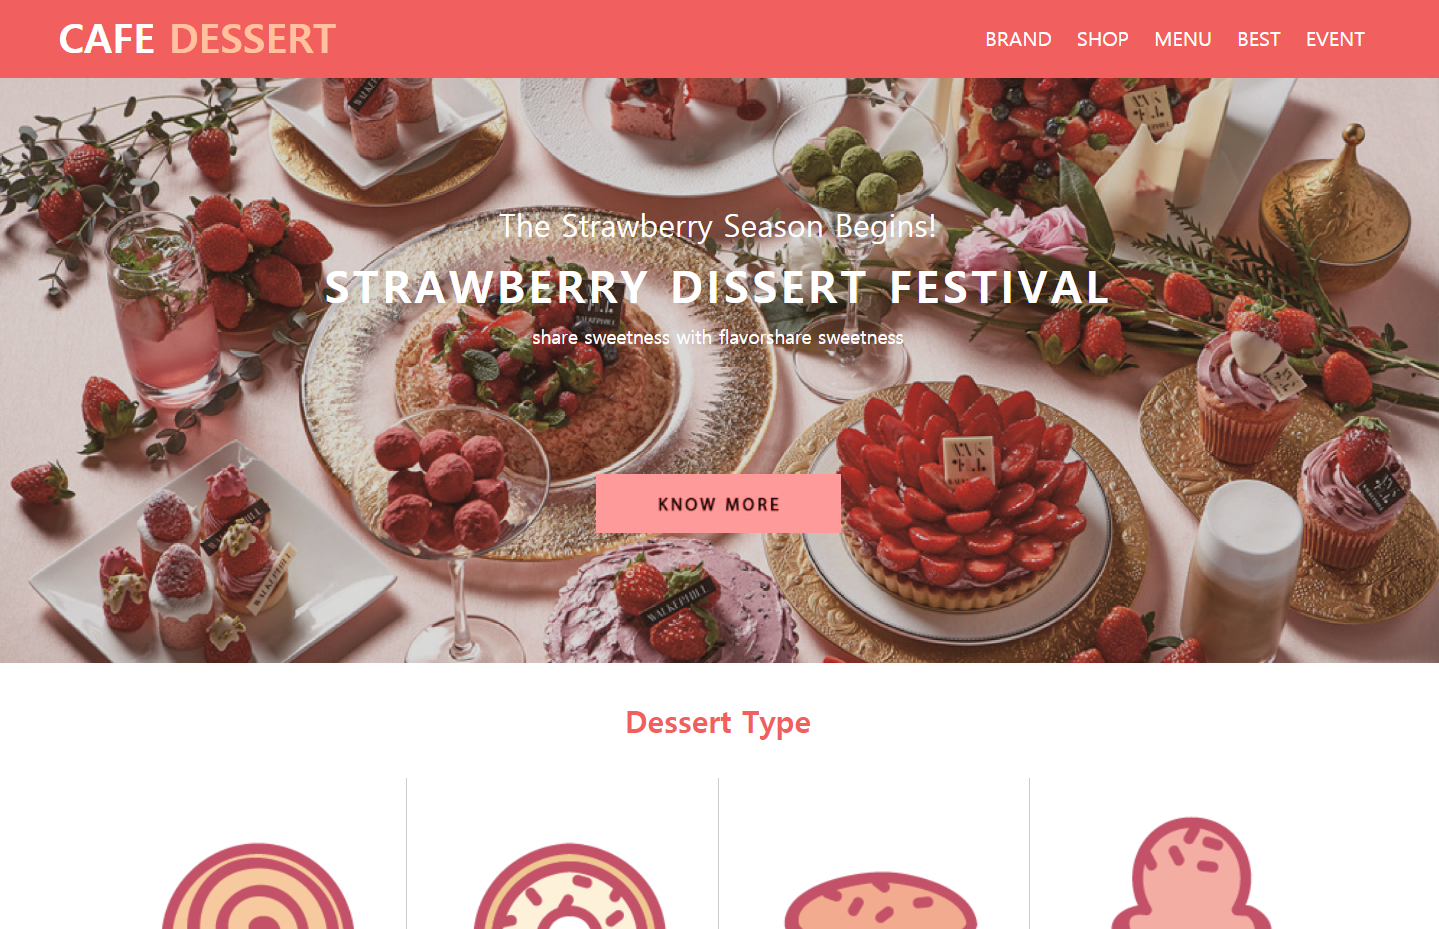 CAFE DESSERT
BRAND SHOP MENU BEST EVENT
The Strawberry Season Begins!
STRAWBERRY DISSERT FESTIVAL
share sweetness with flavorshare sweetness
KNOW MORE
WALKERHILL
Dessert Type